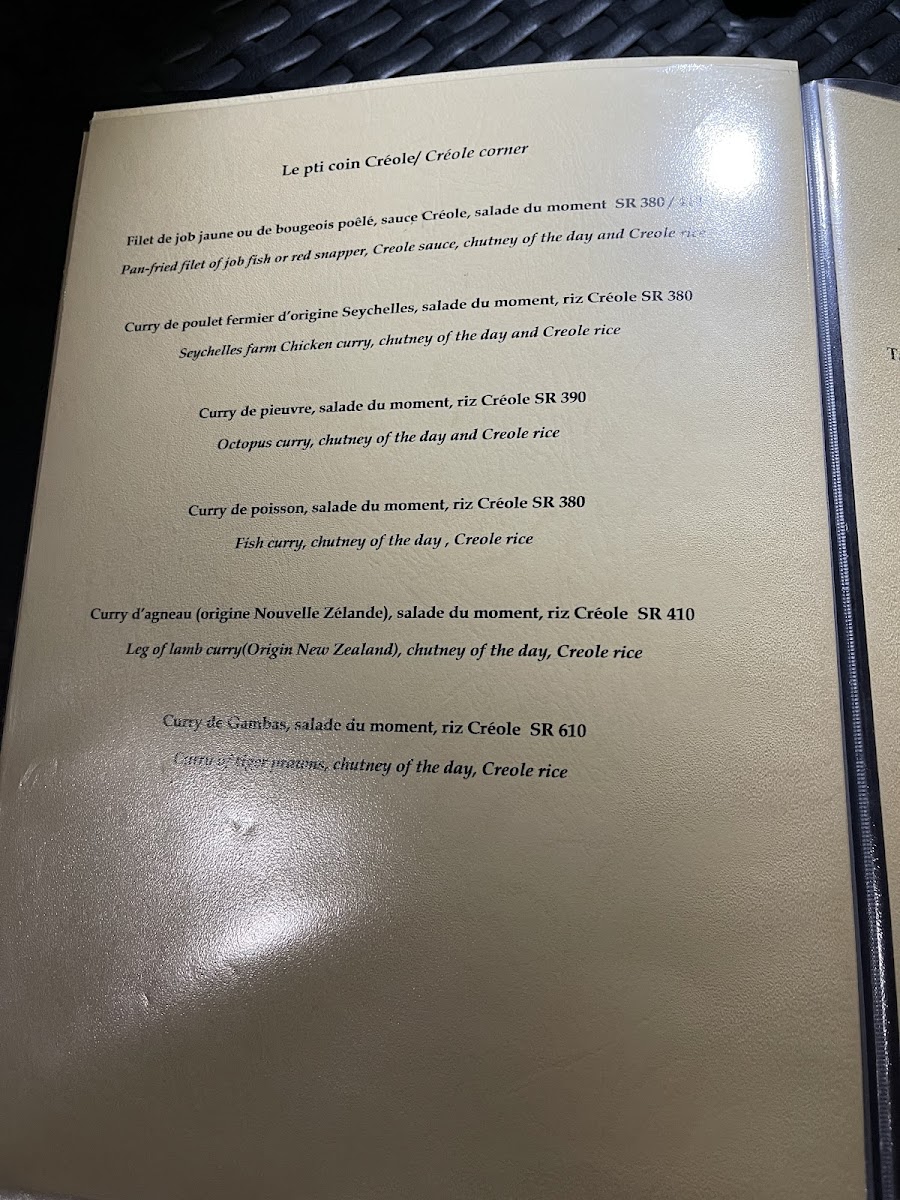 Le pti coin Créole/ Créole corner
Filet de job jaune ou de bougeois poêlé, sauce Créole, salade du moment SR 380 /
Pan-fried filet of job fish or red snapper, Creole sauce, chutney of the day and Creole rice
Curry de poulet fermier d'origine Seychelles, salade du moment, riz Créole SR 380
Seychelles farm Chicken curry, chutney of the day and Creole rice
Curry de pieuvre, salade du moment, riz Créole SR 390
Octopus curry, chutney of the day and Creole rice
Curry de poisson, salade du moment, riz Créole SR 380
Fish curry, chutney of the day , Creole rice
Curry d'agneau (origine Nouvelle Zélande), salade du moment, riz Créole SR 410
Leg of lamb curry(Origin New Zealand), chutney of the day, Creole rice
Curry de Gambas, salade du moment, riz Créole SR 610
Curry of tiger prawns, chutney of the day, Creole rice